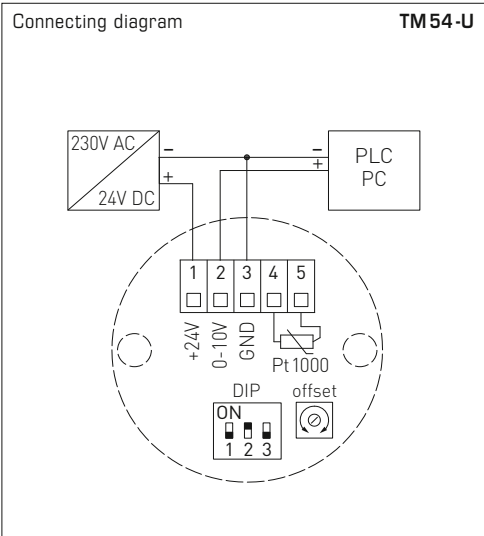 Connecting diagram TM54-U
230V AC
24V DC
–
+
–
+
PLC
PC
1 2 3 4 5
+24V
0-10V
GND
Pt1000
DIP
offset
ON
1 2 3